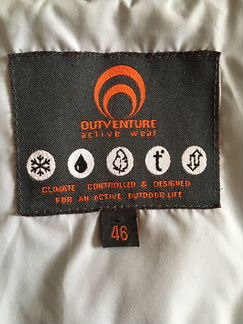 OUTVENTURE
active wear
CLIMATE CONTROLLED & DESIGNED
FOR AN ACTIVE OUTDOOR LIFE
46